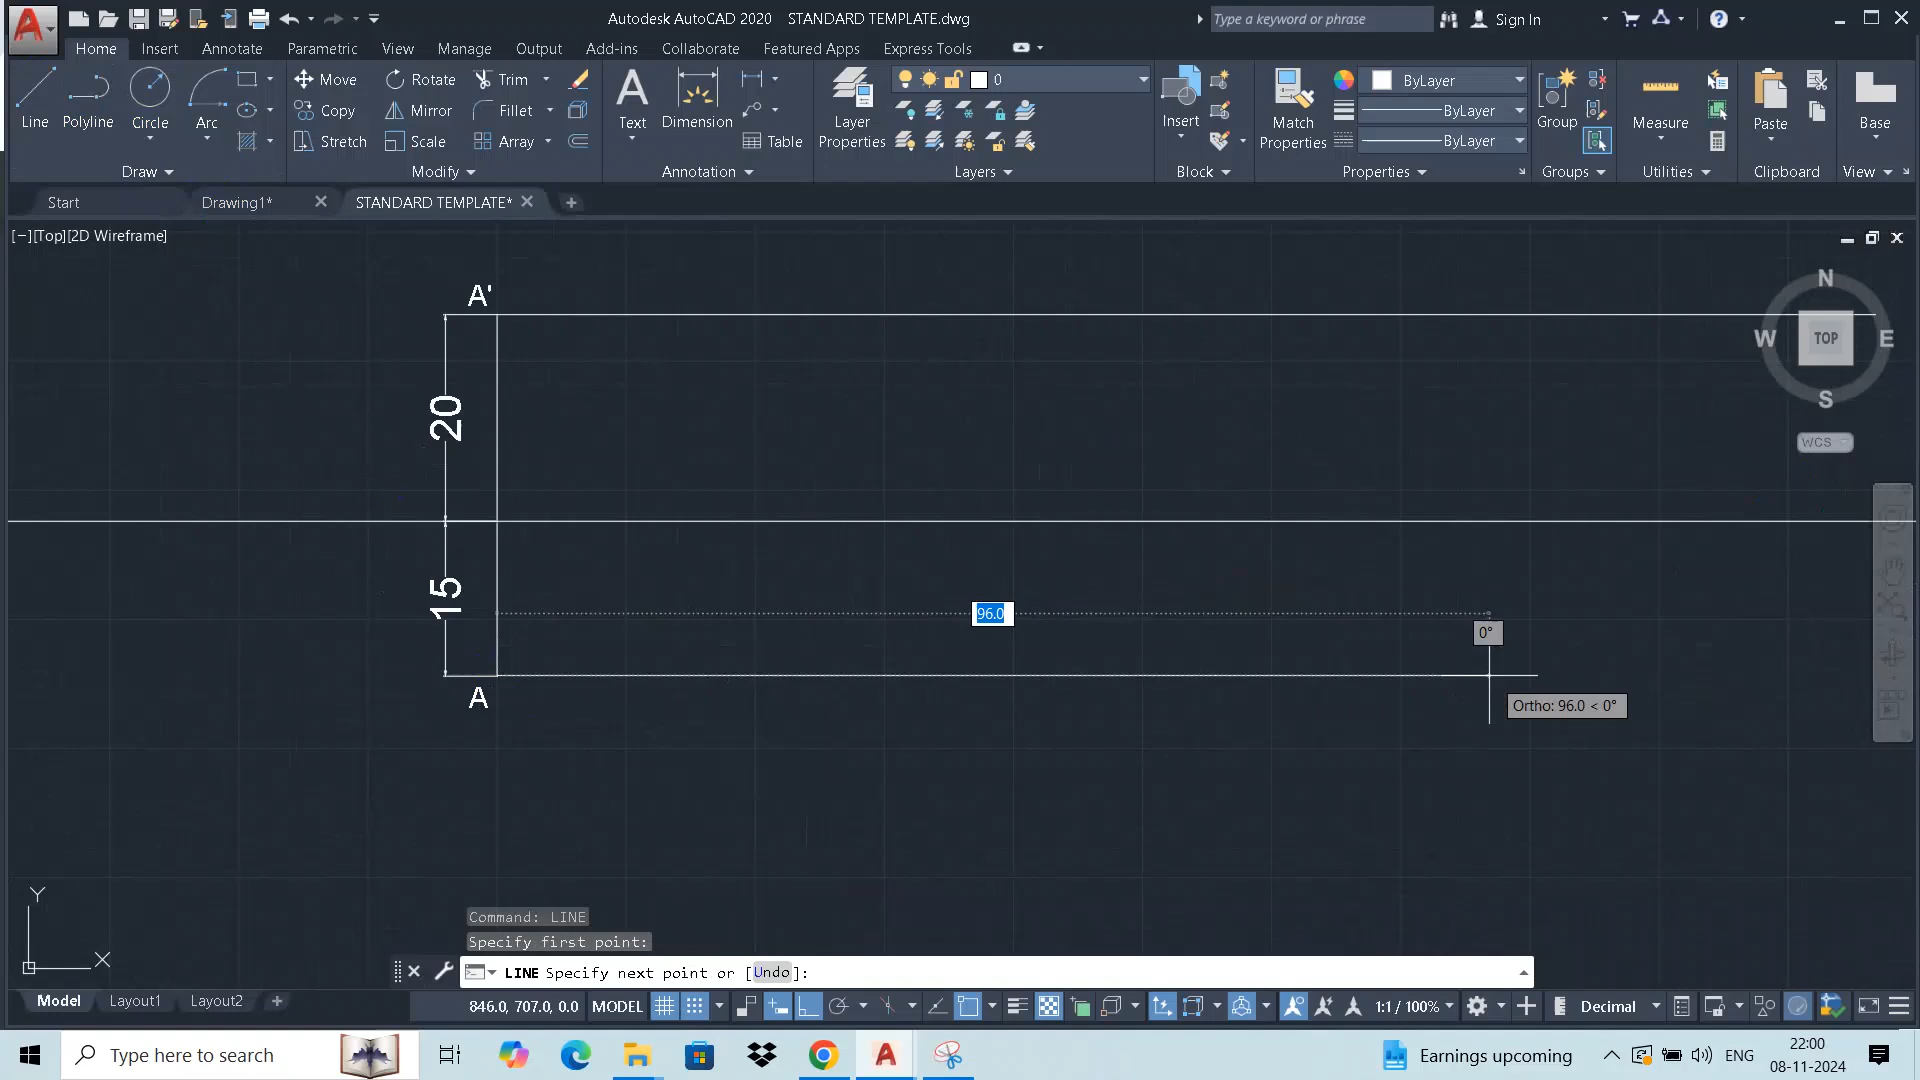 Autodesk AutoCAD 2020 STANDARD TEMPLATE.dwg
Type a keyword or phrase
Sign In
Home Insert Annotate Parametric View Manage Output Add-ins Collaborate Featured Apps Express Tools
Line Polyline Circle Arc
Move Rotate Trim
Copy Mirror Fillet
Stretch Scale Array
Text Dimension Table
Layer Properties
0
Insert
Match Properties
ByLayer
ByLayer
ByLayer
Group Measure Paste Base
Draw Modify Annotation Layers Block Properties Groups Utilities Clipboard View
Start Drawing1* STANDARD TEMPLATE*
[−][Top][2D Wireframe]
N
W TOP E
S
WCS
A'
20
15
96.0
0°
A
Ortho: 96.0 < 0°
Y
X
Command: LINE
Specify first point:
LINE Specify next point or [Undo]:
Model Layout1 Layout2
846.0, 707.0, 0.0 MODEL 1:1 / 100% Decimal
Type here to search
Earnings upcoming
ENG
22:00
08-11-2024